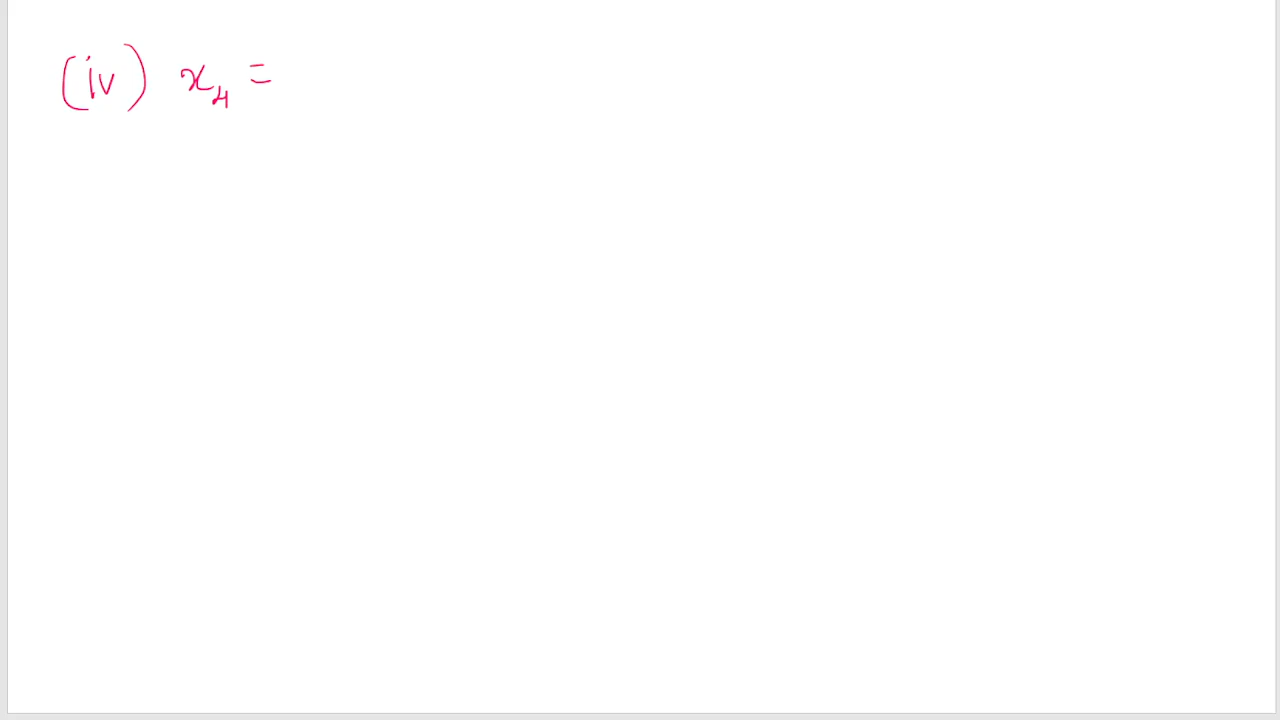 (iv) x₄ =